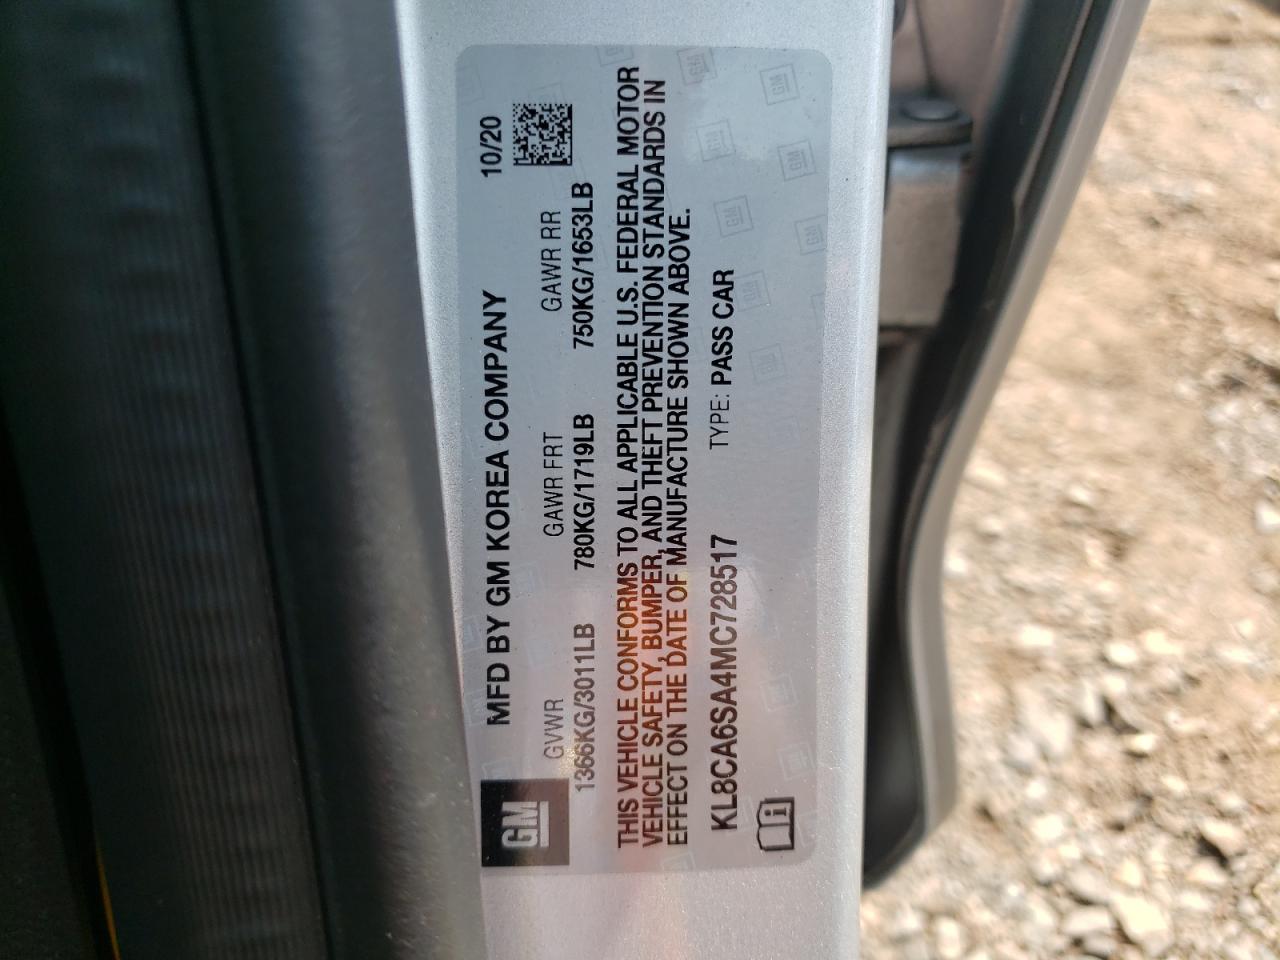 MFD BY GM KOREA COMPANY 10/20
GM
GVWR GAWR FRT GAWR RR
1366KG/3011LB 780KG/1719LB 750KG/1653LB
THIS VEHICLE CONFORMS TO ALL APPLICABLE U.S. FEDERAL MOTOR
VEHICLE SAFETY, BUMPER, AND THEFT PREVENTION STANDARDS IN
EFFECT ON THE DATE OF MANUFACTURE SHOWN ABOVE.
KL8CA6SA4MC728517 TYPE: PASS CAR